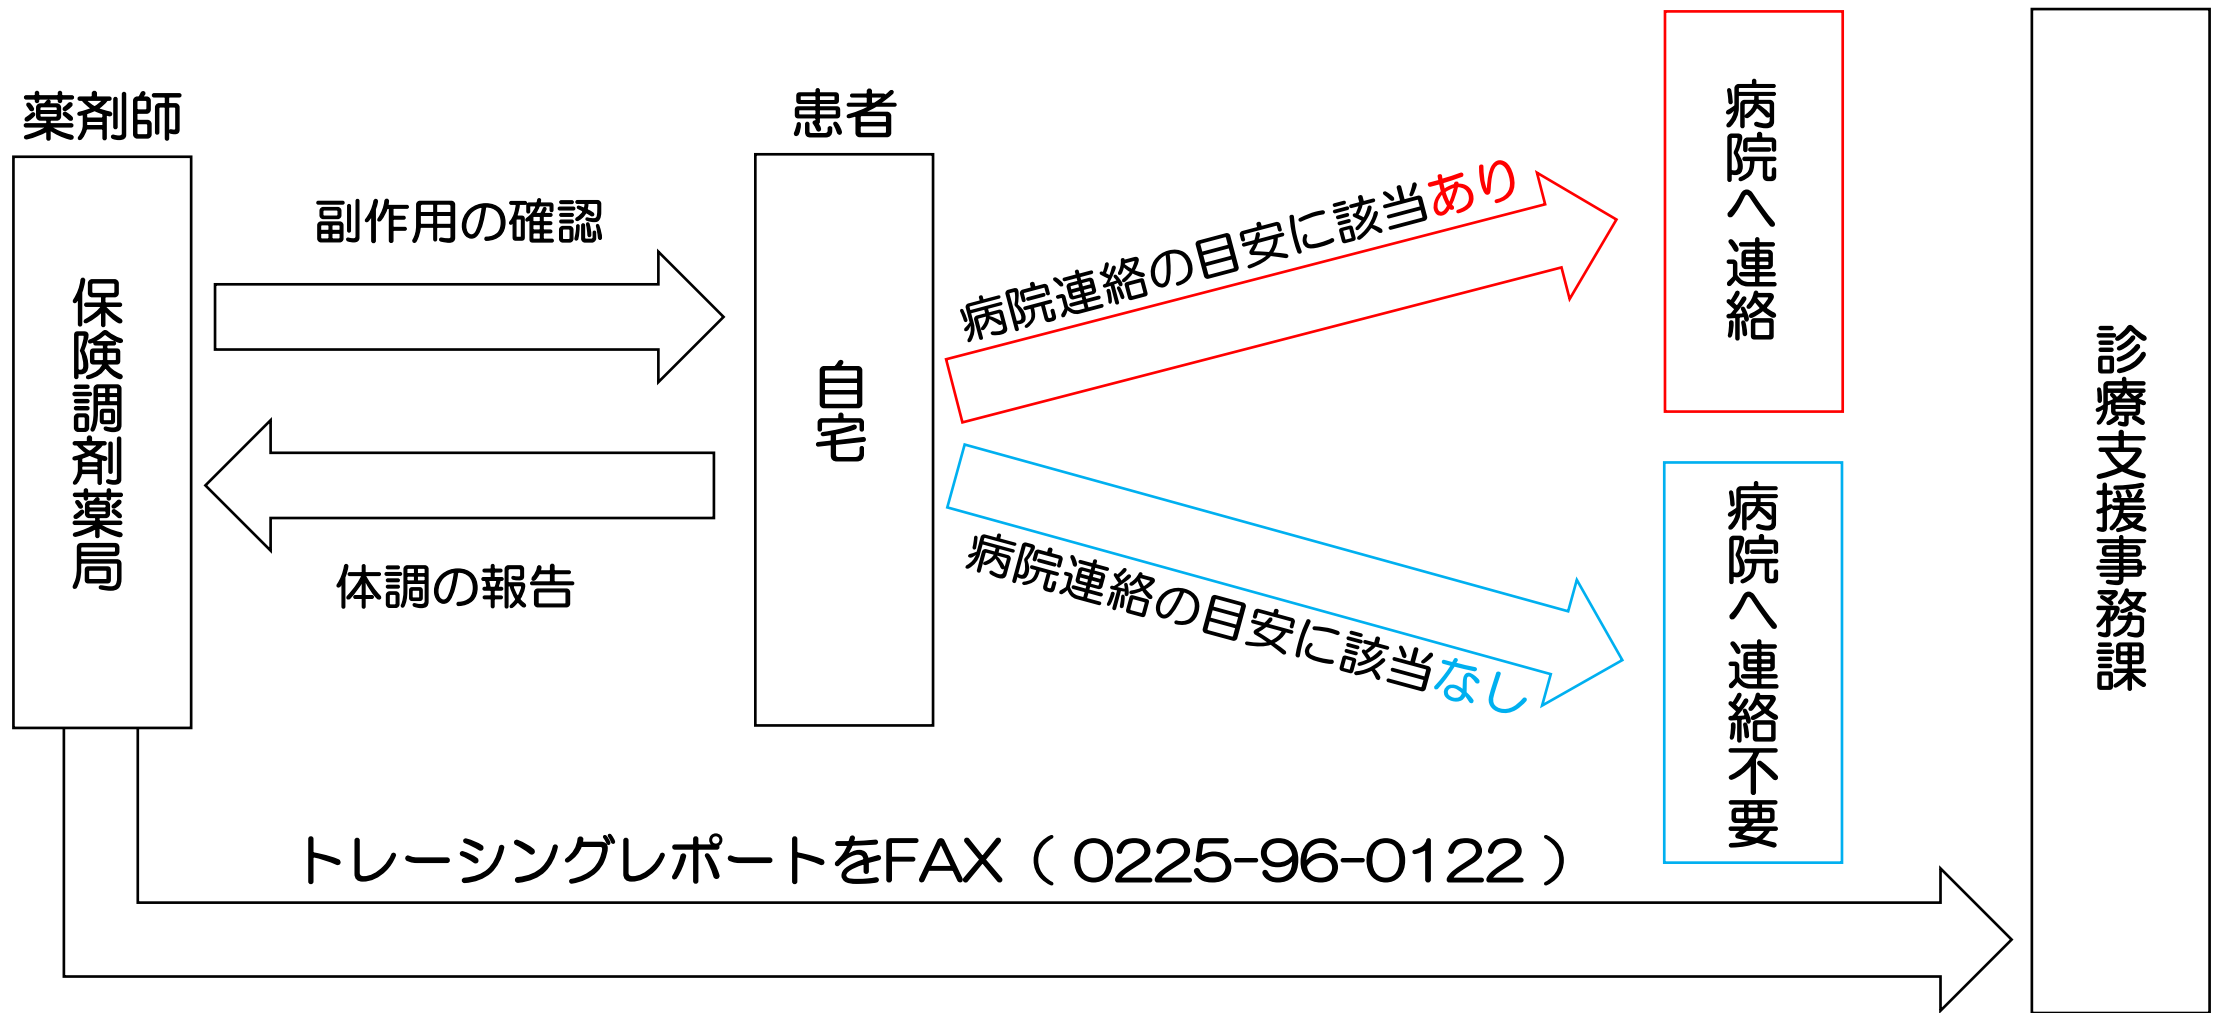 薬剤師
保険調剤薬局
副作用の確認
体調の報告
患者
自宅
病院連絡の目安に該当あり
病院連絡の目安に該当なし
病院へ連絡
病院へ連絡不要
診療支援事務課
トレーシングレポートをFAX（0225-96-0122）